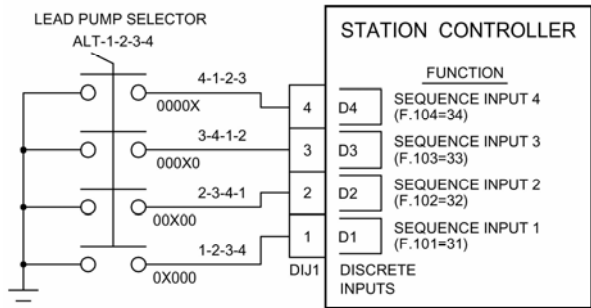 LEAD PUMP SELECTOR
ALT-1-2-3-4
STATION CONTROLLER
FUNCTION
4-1-2-3
0000X
4
D4
SEQUENCE INPUT 4
(F.104=34)
3-4-1-2
000X0
3
D3
SEQUENCE INPUT 3
(F.103=33)
2-3-4-1
00X00
2
D2
SEQUENCE INPUT 2
(F.102=32)
1-2-3-4
0X000
1
D1
SEQUENCE INPUT 1
(F.101=31)
DIJ1
DISCRETE
INPUTS